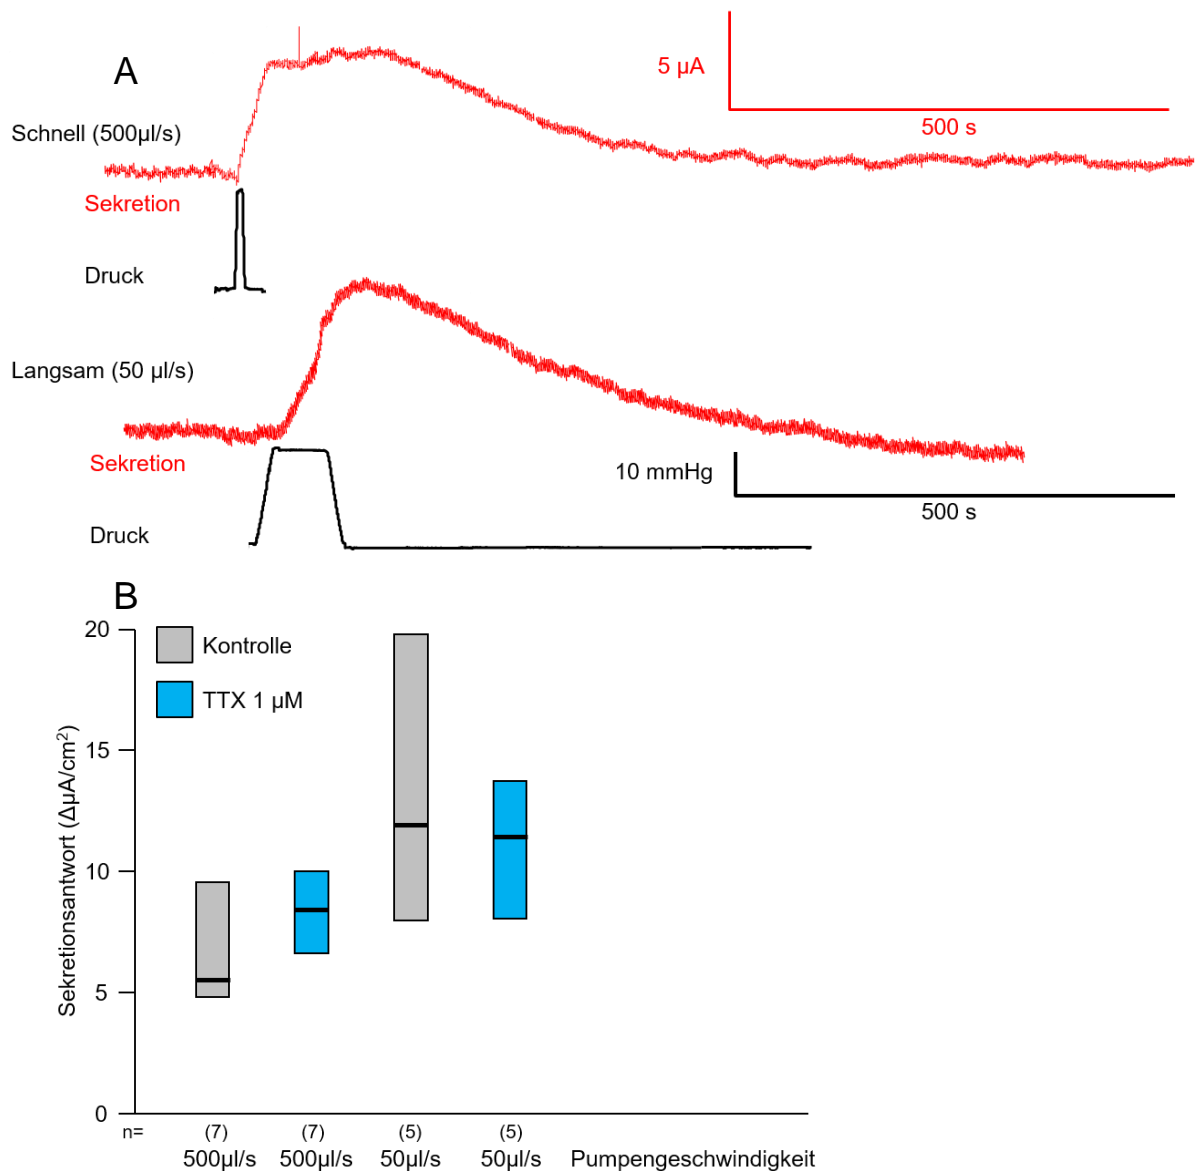 A
5 µA
500 s
Schnell (500µl/s)
Sekretion
Druck
Langsam (50 µl/s)
Sekretion
10 mmHg
500 s
Druck
B
20
15
10
5
0
Sekretionsantwort (ΔµA/cm²)
Kontrolle
TTX 1 µM
n= (7) (7) (5) (5)
500µl/s 500µl/s 50µl/s 50µl/s Pumpengeschwindigkeit